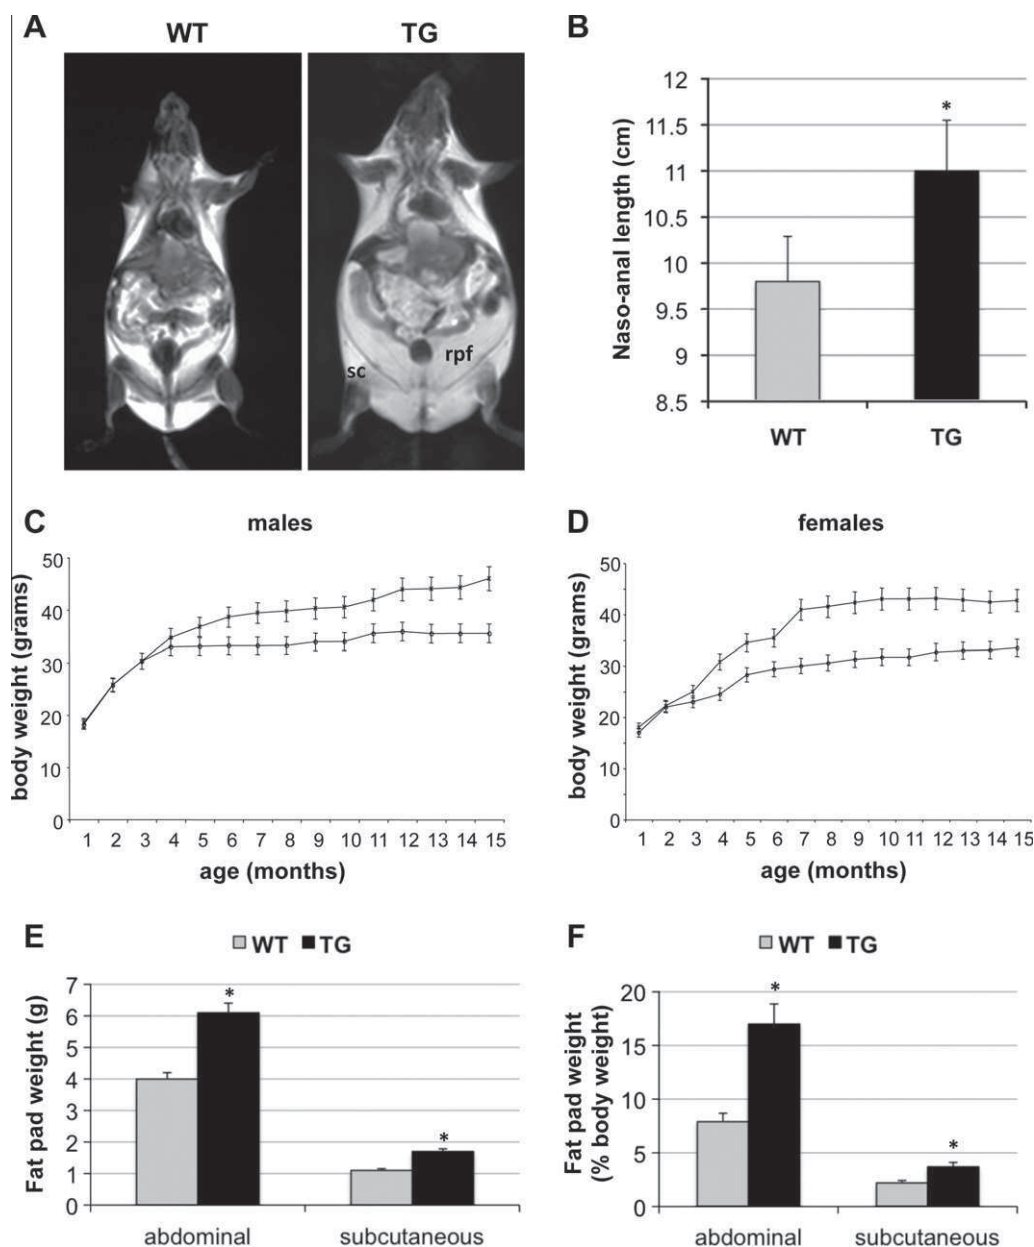 A
WT
TG
sc
rpf
B
Naso-anal length (cm)
12
11.5
11
10.5
10
9.5
9
8.5
*
WT
TG
C
males
body weight (grams)
50
40
30
20
10
0
1 2 3 4 5 6 7 8 9 10 11 12 13 14 15
age (months)
D
females
body weight (grams)
50
40
30
20
10
0
1 2 3 4 5 6 7 8 9 10 11 12 13 14 15
age (months)
E
WT TG
Fat pad weight (g)
7
6
5
4
3
2
1
0
*
*
abdominal subcutaneous
F
WT TG
Fat pad weight
(% body weight)
20
15
10
5
0
*
*
abdominal subcutaneous